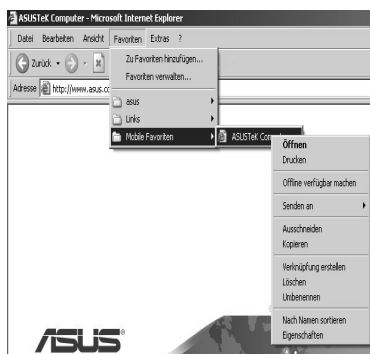 ASUSTeK Computer - Microsoft Internet Explorer
Datei Bearbeiten Ansicht Favoriten Extras ?
Zurück
Zu Favoriten hinzufügen...
Favoriten verwalten...
Adresse http://www.asus.co
asus
Links
Mobile Favoriten
ASUSTeK
Öffnen
Drucken
Offline verfügbar machen
Senden an
Ausschneiden
Kopieren
Verknüpfung erstellen
Löschen
Umbenennen
Nach Namen sortieren
Eigenschaften
ASUS®